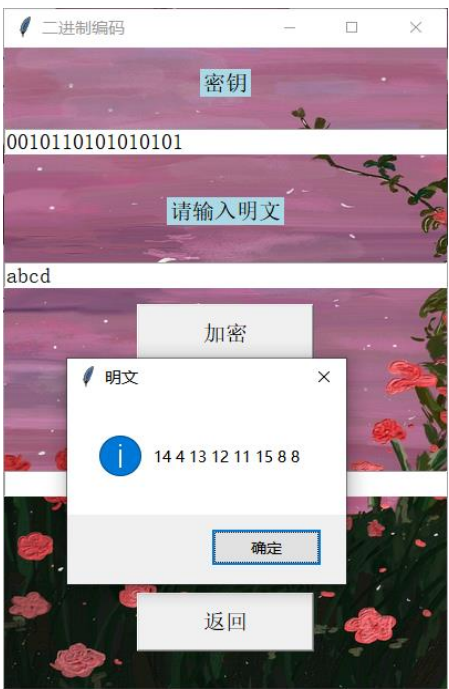 二进制编码
密钥
0010110101010101
请输入明文
abcd
加密
明文
14 4 13 12 11 15 8 8
确定
返回